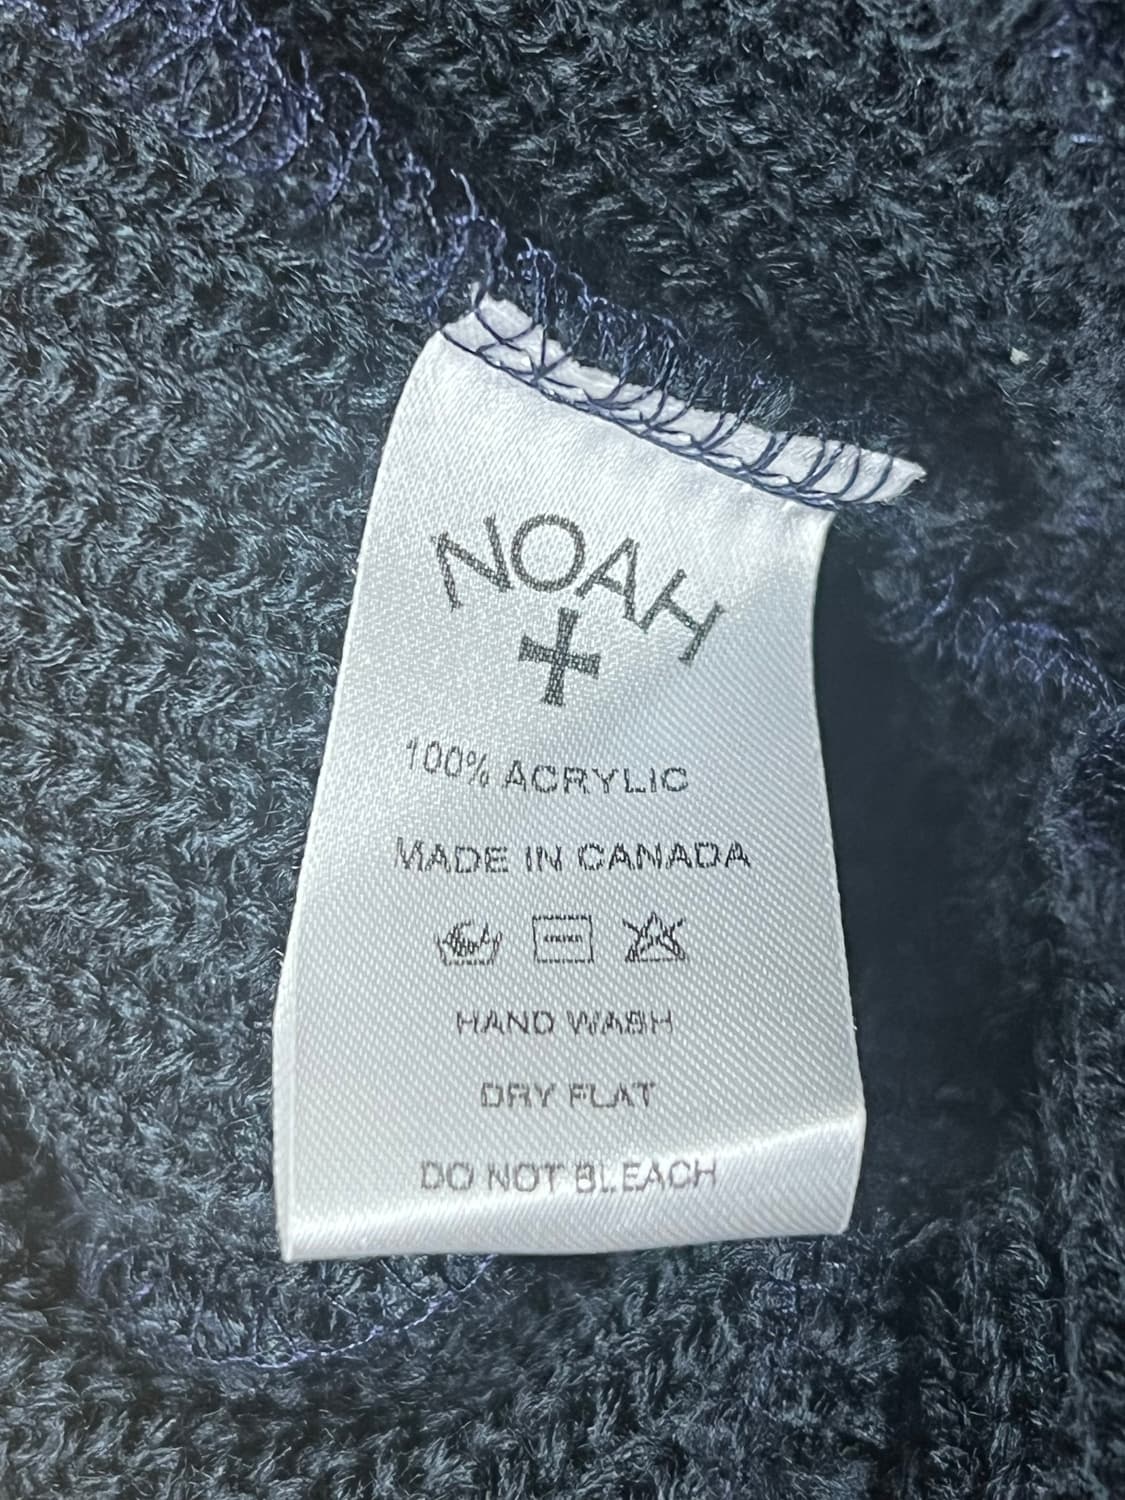 NOAH
100% ACRYLIC
MADE IN CANADA
HAND WASH
DRY FLAT
DO NOT BLEACH